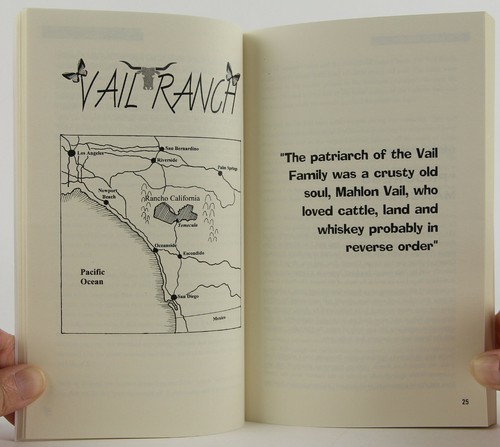 VAIL RANCH
San Bernardino
Los Angeles
Riverside
Palm Springs
Newport
Beach
Rancho California
Temecula
Oceanside
Escondido
Pacific
Ocean
San Diego
Mexico
"The patriarch of the Vail
Family was a crusty old
soul, Mahlon Vail, who
loved cattle, land and
whiskey probably in
reverse order"
25